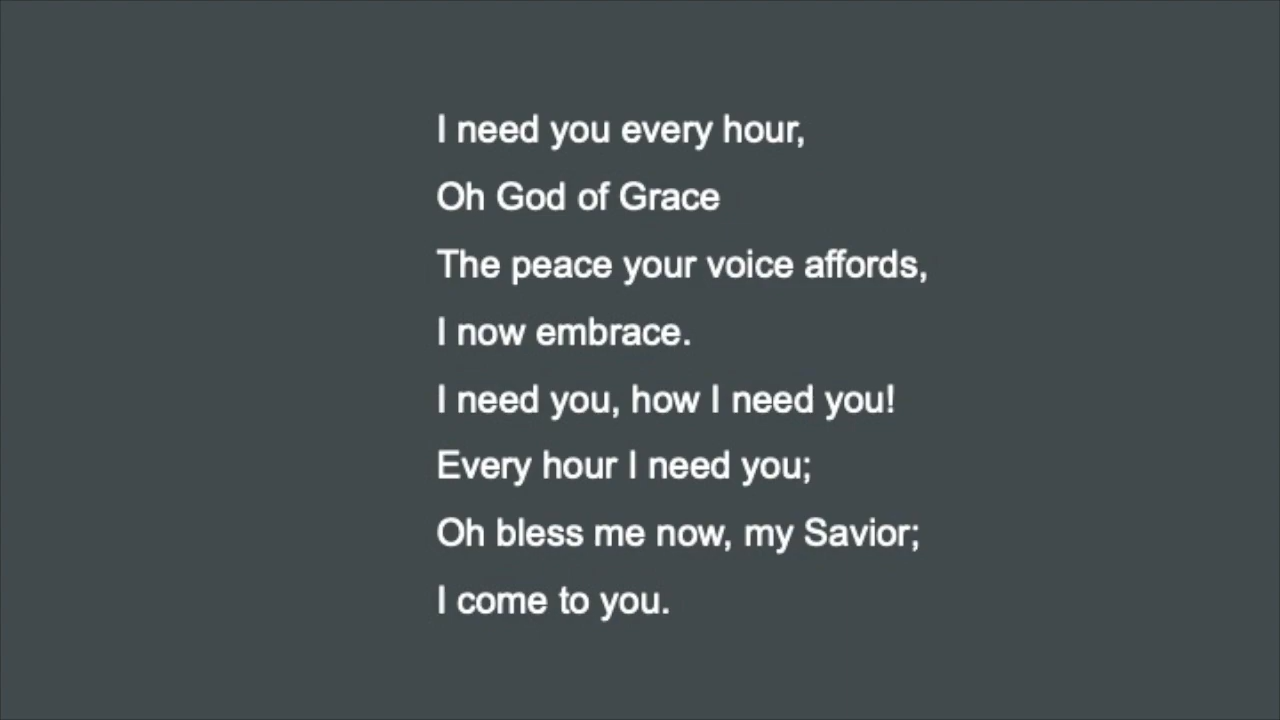 I need you every hour,
Oh God of Grace
The peace your voice affords,
I now embrace.
I need you, how I need you!
Every hour I need you;
Oh bless me now, my Savior;
I come to you.